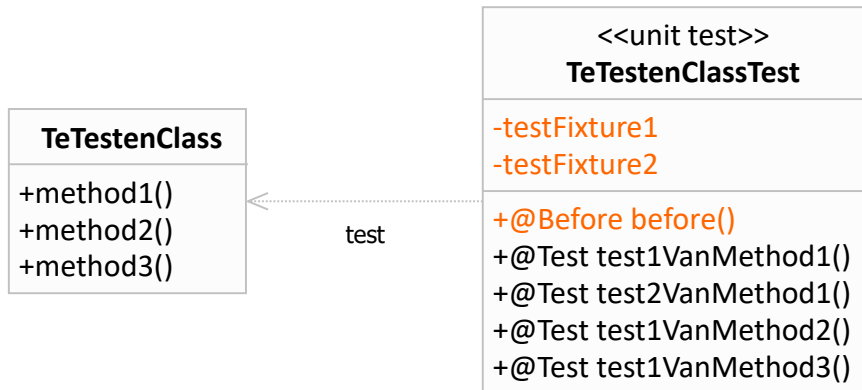 TeTestenClass
+method1()
+method2()
+method3()
test
<<unit test>>
TeTestenClassTest
-testFixture1
-testFixture2
+@Before before()
+@Test test1VanMethod1()
+@Test test2VanMethod1()
+@Test test1VanMethod2()
+@Test test1VanMethod3()